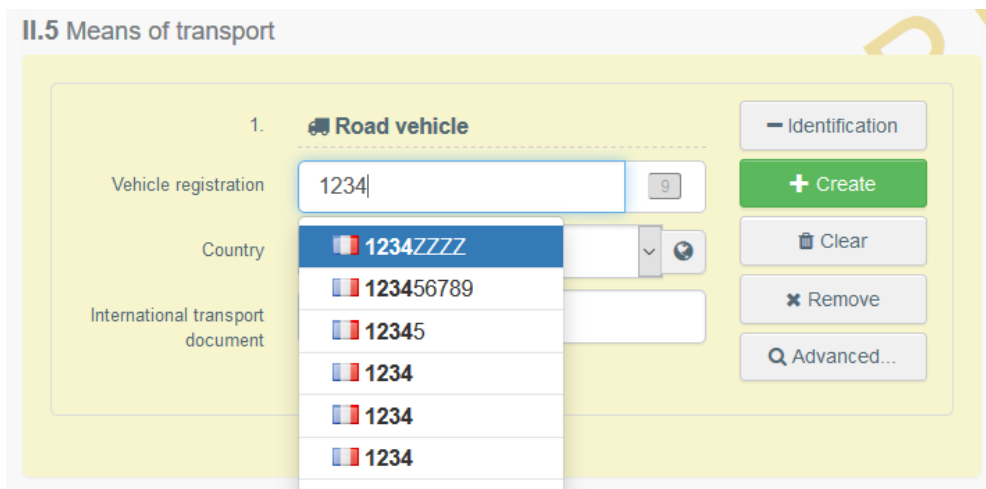 II.5 Means of transport
1.
Road vehicle
Identification
Vehicle registration
1234
9
Create
1234ZZZZ
Country
Clear
123456789
International transport
document
Remove
12345
Advanced...
1234
1234
1234